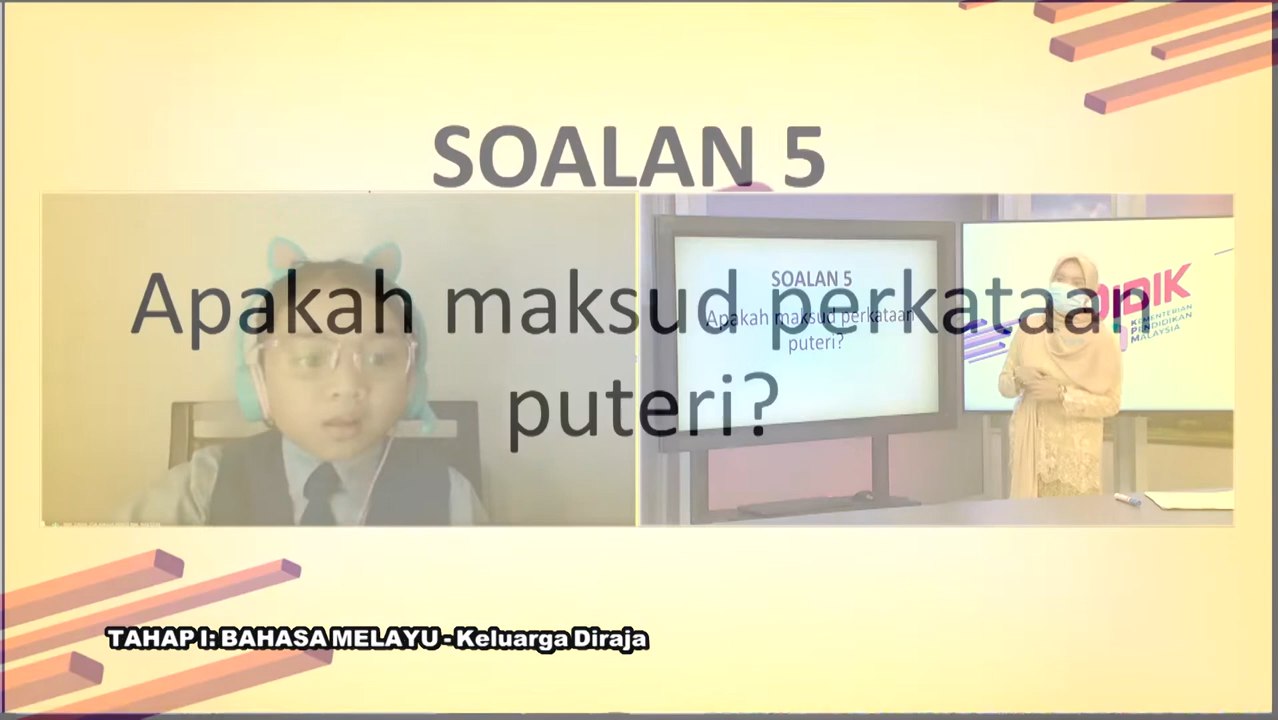 SOALAN 5
Apakah maksud perkataan
puteri?
SOALAN 5
Apakah maksud perkataan
puteri?
DIDIK
KEMENTERIAN
PENDIDIKAN
MALAYSIA
TAHAP I: BAHASA MELAYU - Keluarga Diraja